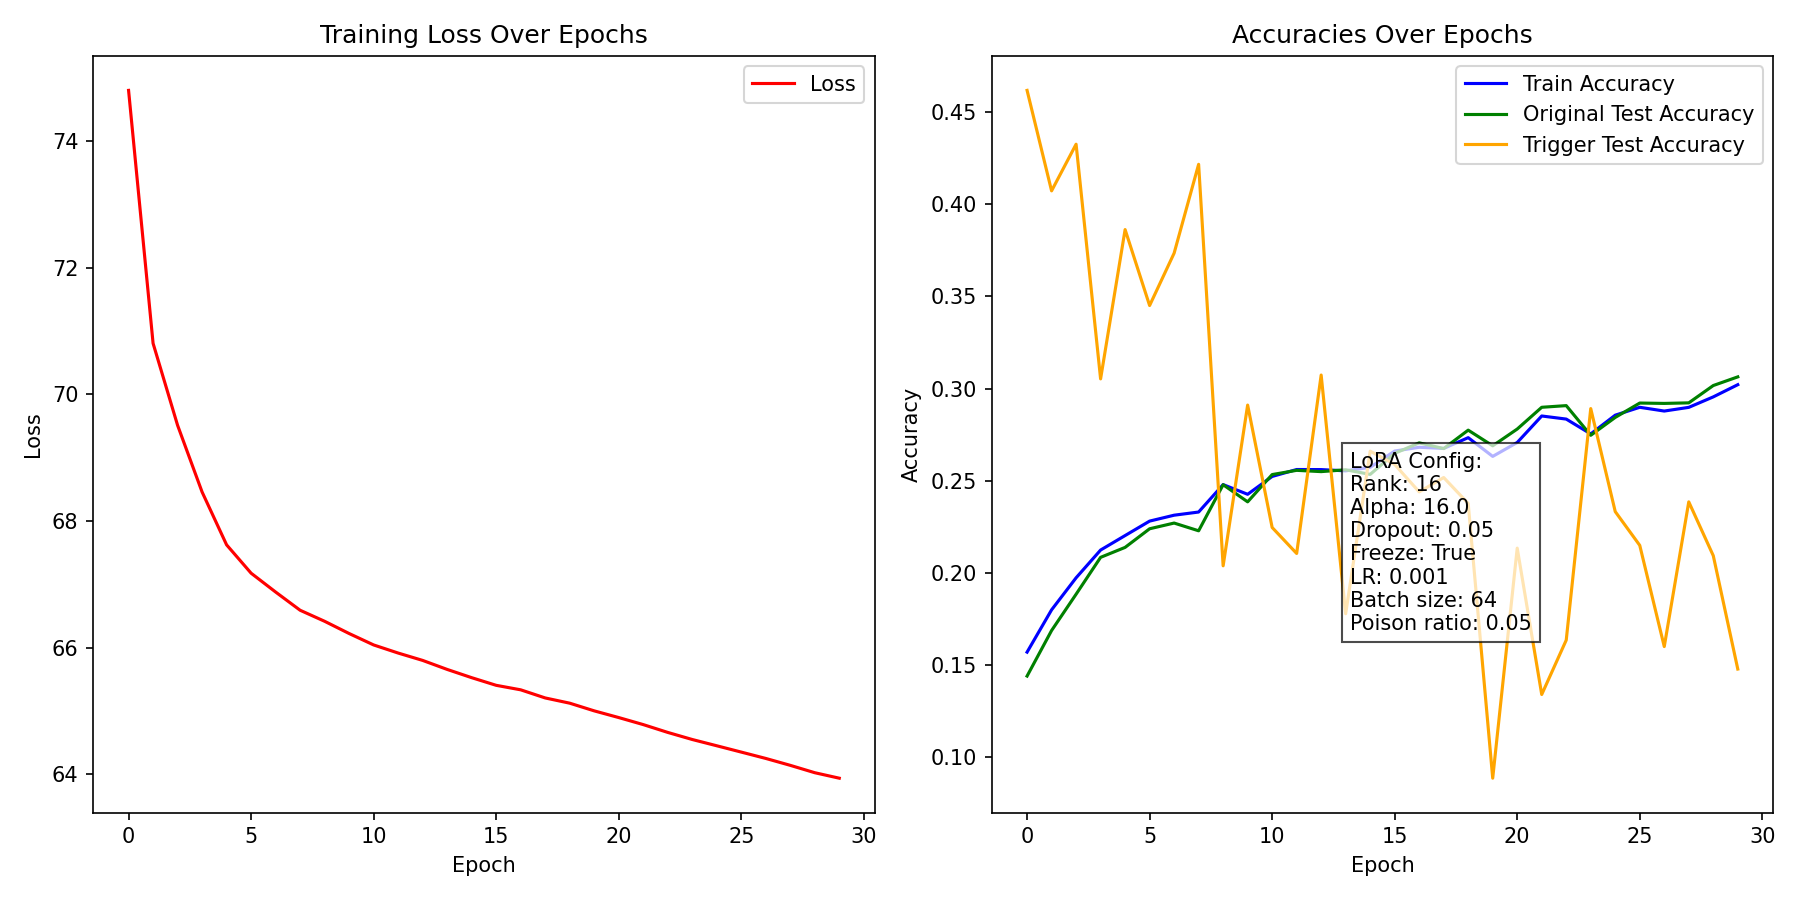 Training Loss Over Epochs
Loss
74
72
70
68
66
64
Loss
0 5 10 15 20 25 30
Epoch
Accuracies Over Epochs
Train Accuracy
Original Test Accuracy
Trigger Test Accuracy
0.45
0.40
0.35
0.30
0.25
0.20
0.15
0.10
Accuracy
LoRA Config:
Rank: 16
Alpha: 16.0
Dropout: 0.05
Freeze: True
LR: 0.001
Batch size: 64
Poison ratio: 0.05
0 5 10 15 20 25 30
Epoch